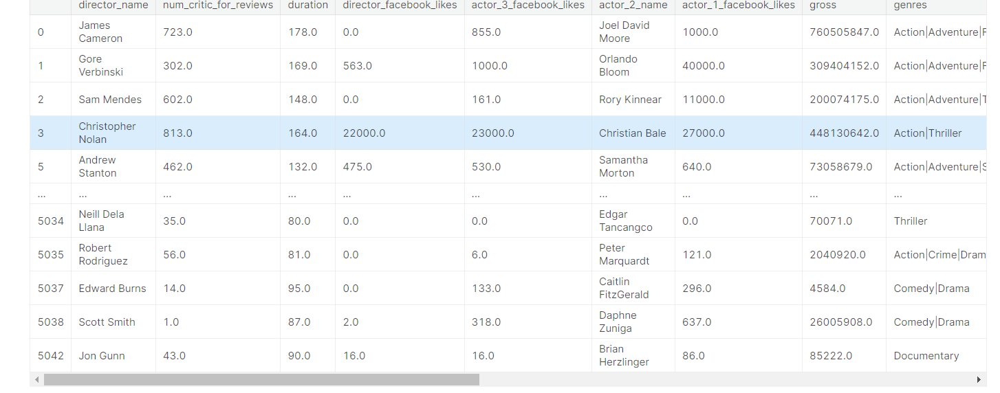 director_name num_critic_for_reviews duration director_facebook_likes actor_3_facebook_likes actor_2_name actor_1_facebook_likes gross genres
0 James Cameron 723.0 178.0 0.0 855.0 Joel David Moore 1000.0 760505847.0 Action|Adventure|F
1 Gore Verbinski 302.0 169.0 563.0 1000.0 Orlando Bloom 40000.0 309404152.0 Action|Adventure|F
2 Sam Mendes 602.0 148.0 0.0 161.0 Rory Kinnear 11000.0 200074175.0 Action|Adventure|T
3 Christopher Nolan 813.0 164.0 22000.0 23000.0 Christian Bale 27000.0 448130642.0 Action|Thriller
5 Andrew Stanton 462.0 132.0 475.0 530.0 Samantha Morton 640.0 73058679.0 Action|Adventure|S
... ... ... ... ... ... ... ... ... ...
5034 Neill Dela Llana 35.0 80.0 0.0 0.0 Edgar Tancangco 0.0 70071.0 Thriller
5035 Robert Rodriguez 56.0 81.0 0.0 6.0 Peter Marquardt 121.0 2040920.0 Action|Crime|Dram
5037 Edward Burns 14.0 95.0 0.0 133.0 Caitlin FitzGerald 296.0 4584.0 Comedy|Drama
5038 Scott Smith 1.0 87.0 2.0 318.0 Daphne Zuniga 637.0 26005908.0 Comedy|Drama
5042 Jon Gunn 43.0 90.0 16.0 16.0 Brian Herzlinger 86.0 85222.0 Documentary